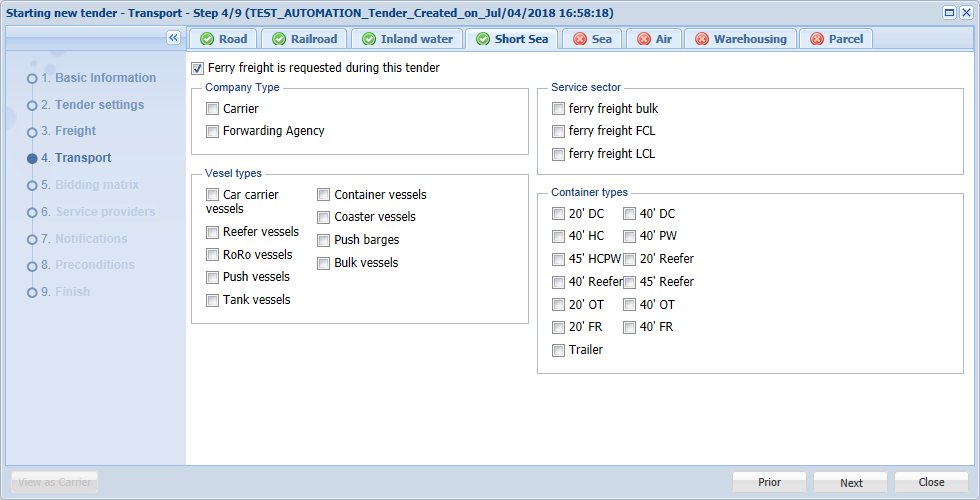 Starting new tender - Transport - Step 4/9 (TEST_AUTOMATION_Tender_Created_on_Jul/04/2018 16:58:18)
Road Railroad Inland water Short Sea Sea Air Warehousing Parcel
1. Basic Information
2. Tender settings
3. Freight
4. Transport
5. Bidding matrix
6. Service providers
7. Notifications
8. Preconditions
9. Finish
Ferry freight is requested during this tender
Company Type
Carrier
Forwarding Agency
Vesel types
Car carrier vessels
Reefer vessels
RoRo vessels
Push vessels
Tank vessels
Container vessels
Coaster vessels
Push barges
Bulk vessels
Service sector
ferry freight bulk
ferry freight FCL
ferry freight LCL
Container types
20' DC 40' DC
40' HC 40' PW
45' HCPW 20' Reefer
40' Reefer 45' Reefer
20' OT 40' OT
20' FR 40' FR
Trailer
View as Carrier Prior Next Close